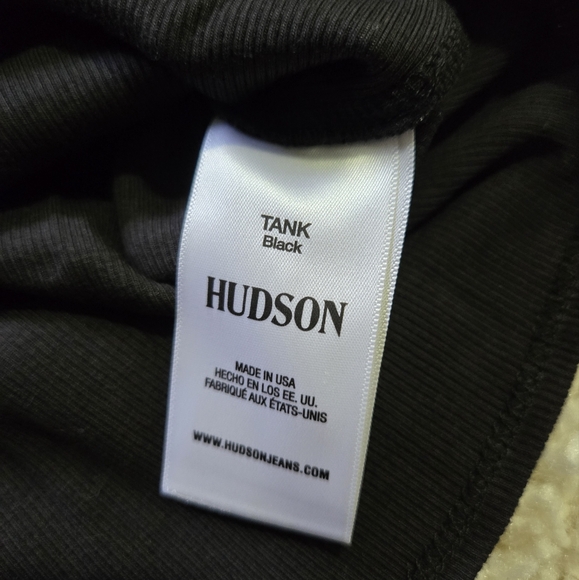 TANK
Black
HUDSON
MADE IN USA
HECHO EN LOS EE. UU.
FABRIQUÉ AUX ÉTATS-UNIS
WWW.HUDSONJEANS.COM